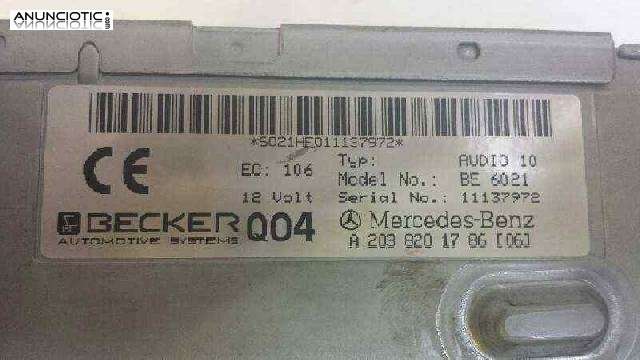 ANUNCIOTIC.com
*6021HE011137972*
CE EC: 106 Typ: AUDIO 10
Model No.: BE 6021
12 Volt Serial No.: 11137972
BECKER Q04 Mercedes-Benz
AUTOMOTIVE SYSTEMS A 203 820 17 86 [06]